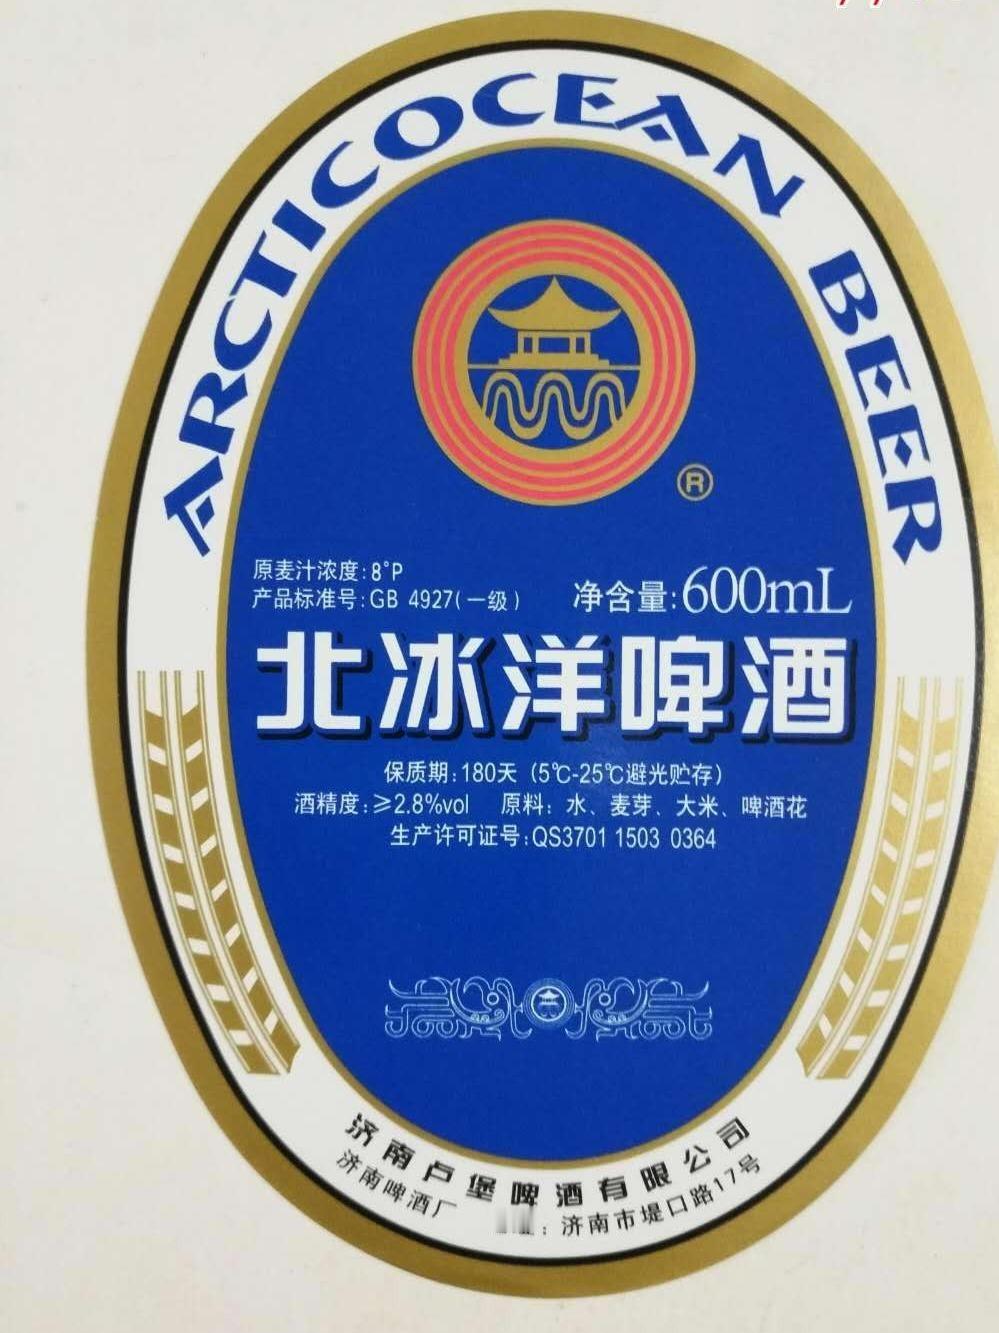 ARCTICOCEAN BEER
®
原麦汁浓度:8°P
产品标准号:GB 4927(一级)
净含量:600mL
北冰洋啤酒
保质期:180天(5℃-25℃避光贮存)
酒精度:≥2.8%vol 原料:水、麦芽、大米、啤酒花
生产许可证号:QS3701 1503 0364
济南卢堡啤酒有限公司
济南啤酒厂
:济南市堤口路17号